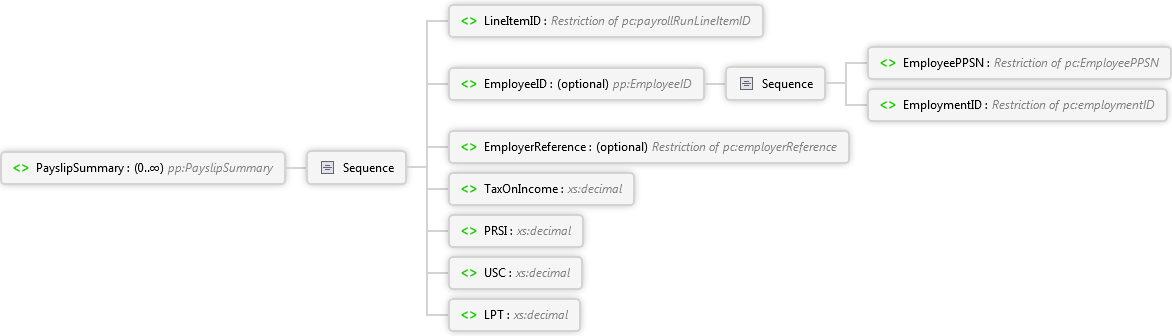 <> LineItemID : Restriction of pc:payrollRunLineItemID
<> EmployeeID : (optional) pp:EmployeeID
Sequence
<> EmployeePPSN : Restriction of pc:EmployeePPSN
<> EmploymentID : Restriction of pc:employmentID
<> EmployerReference : (optional) Restriction of pc:employerReference
<> PayslipSummary : (0..∞) pp:PayslipSummary
Sequence
<> TaxOnIncome : xs:decimal
<> PRSI : xs:decimal
<> USC : xs:decimal
<> LPT : xs:decimal